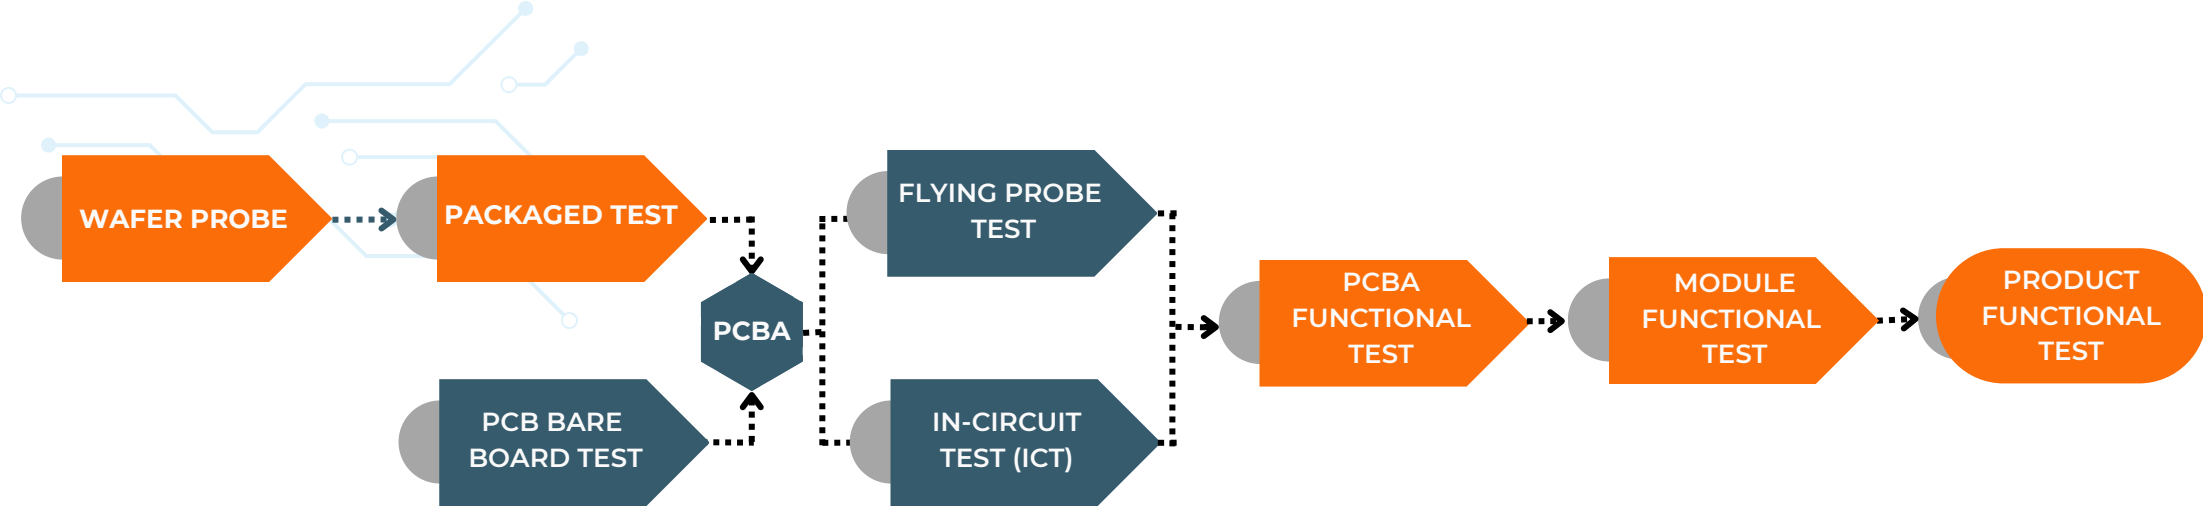 WAFER PROBE
PACKAGED TEST
PCB BARE
BOARD TEST
PCBA
FLYING PROBE
TEST
IN-CIRCUIT
TEST (ICT)
PCBA
FUNCTIONAL
TEST
MODULE
FUNCTIONAL
TEST
PRODUCT
FUNCTIONAL
TEST